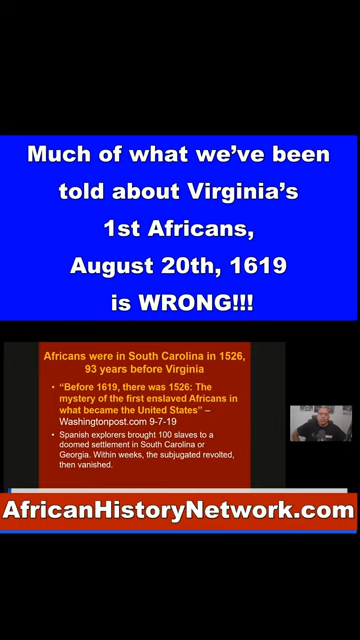 Much of what we've been
told about Virginia's
1st Africans,
August 20th, 1619
is WRONG!!!
Africans were in South Carolina in 1526,
93 years before Virginia
• "Before 1619, there was 1526: The
mystery of the first enslaved Africans in
what became the United States" –
Washingtonpost.com 9-7-19
• Spanish explorers brought 100 slaves to a
doomed settlement in South Carolina or
Georgia. Within weeks, the subjugated revolted,
then vanished.
AfricanHistoryNetwork.com